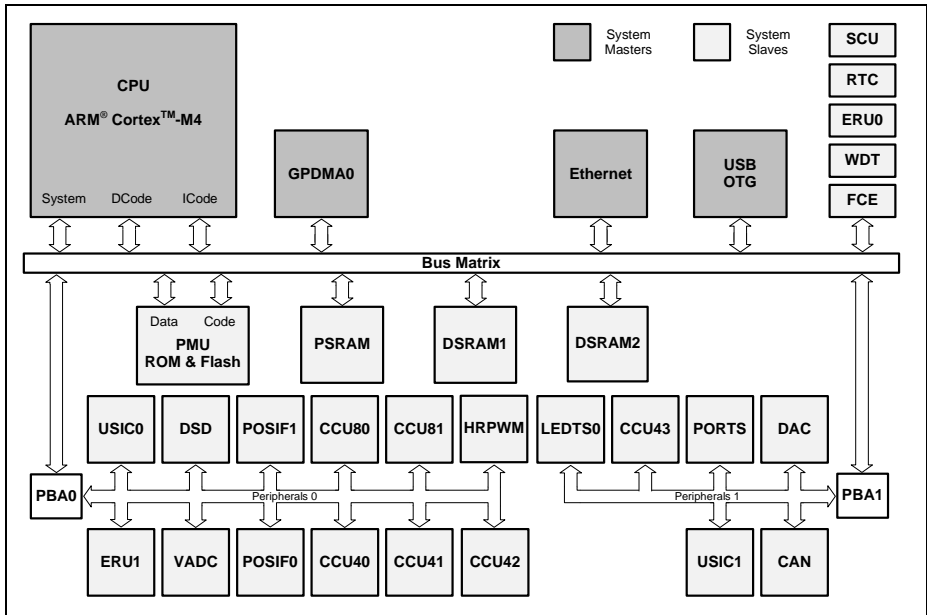 System
Masters
System
Slaves
SCU
RTC
ERU0
WDT
FCE
CPU
ARM® Cortex™-M4
System DCode ICode
GPDMA0
Ethernet
USB
OTG
Bus Matrix
Data Code
PMU
ROM & Flash
PSRAM
DSRAM1
DSRAM2
USIC0 DSD POSIF1 CCU80 CCU81 HRPWM LEDTS0 CCU43 PORTS DAC
PBA0 Peripherals 0 Peripherals 1 PBA1
ERU1 VADC POSIF0 CCU40 CCU41 CCU42 USIC1 CAN